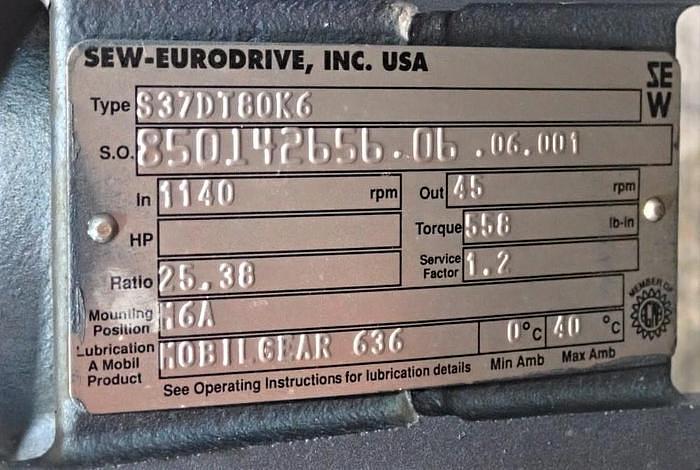 SEW-EURODRIVE, INC. USA
SEW
Type S37DT80K6
S.O. 850142656.06 .06.001
In 1140 rpm Out 45 rpm
HP Torque 558 lb-in
Ratio 25.38 Service Factor 1.2
Mounting Position M6A
Lubrication A Mobil Product MOBILGEAR 636 0°C 40 °C
Min Amb Max Amb
See Operating Instructions for lubrication details
MEMBER OF